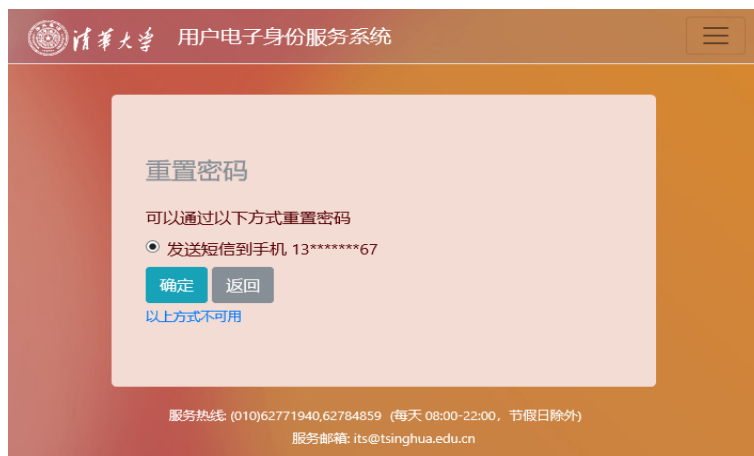 清华大学 用户电子身份服务系统
重置密码
可以通过以下方式重置密码
发送短信到手机 13*******67
确定 返回
以上方式不可用
服务热线: (010)62771940,62784859 (每天 08:00-22:00，节假日除外)
服务邮箱: its@tsinghua.edu.cn